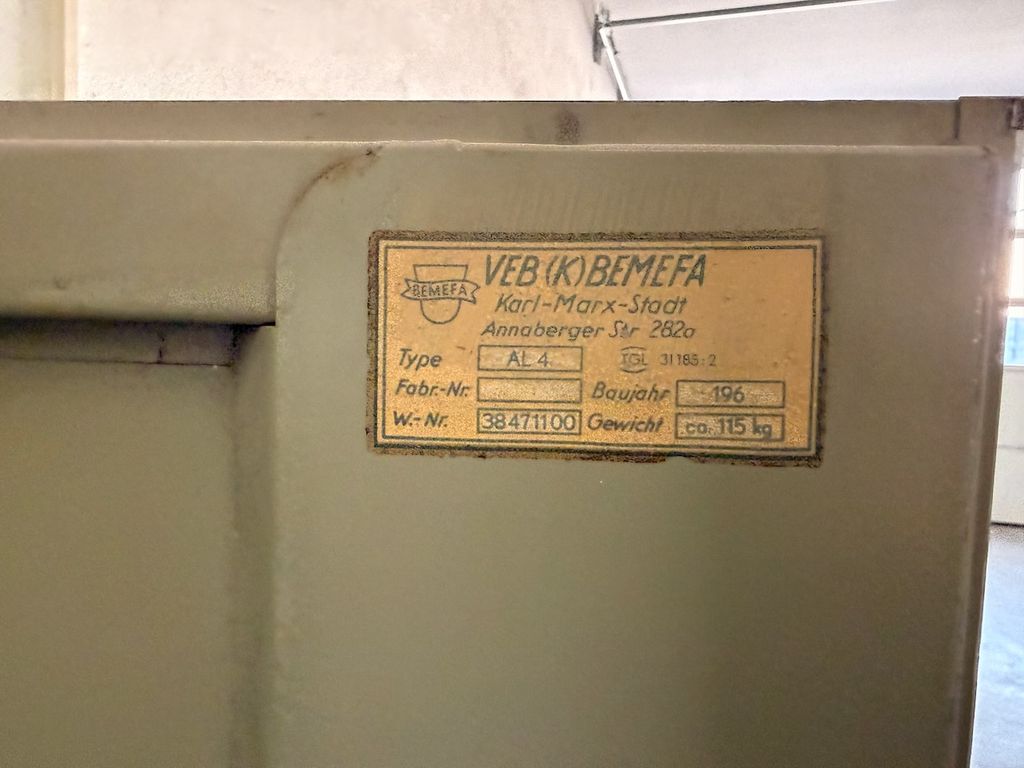 BEMEFA
VEB (K) BEMEFA
Karl-Marx-Stadt
Annaberger Str 282a
Type AL 4 TGL 31185:2
Fabr.-Nr. Baujahr 196
W.-Nr. 38471100 Gewicht ca. 115 kg